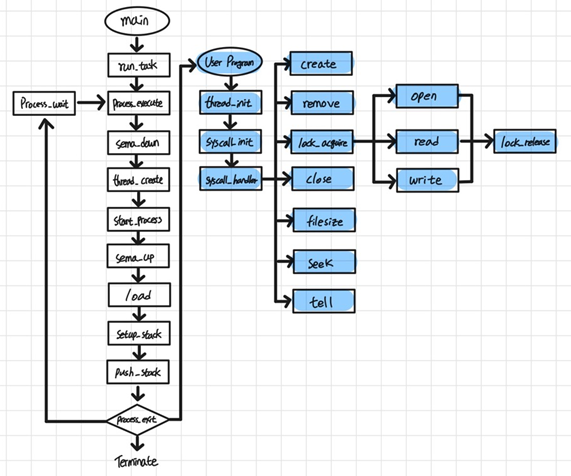 main
run_task
Process_wait
process_execute
sema_down
thread_create
start_process
sema_up
load
setup_stack
push_stack
process_exit
Terminate
User Program
thread_init
syscall_init
syscall_handler
create
remove
lock_acquire
close
filesize
seek
tell
open
read
write
lock_release